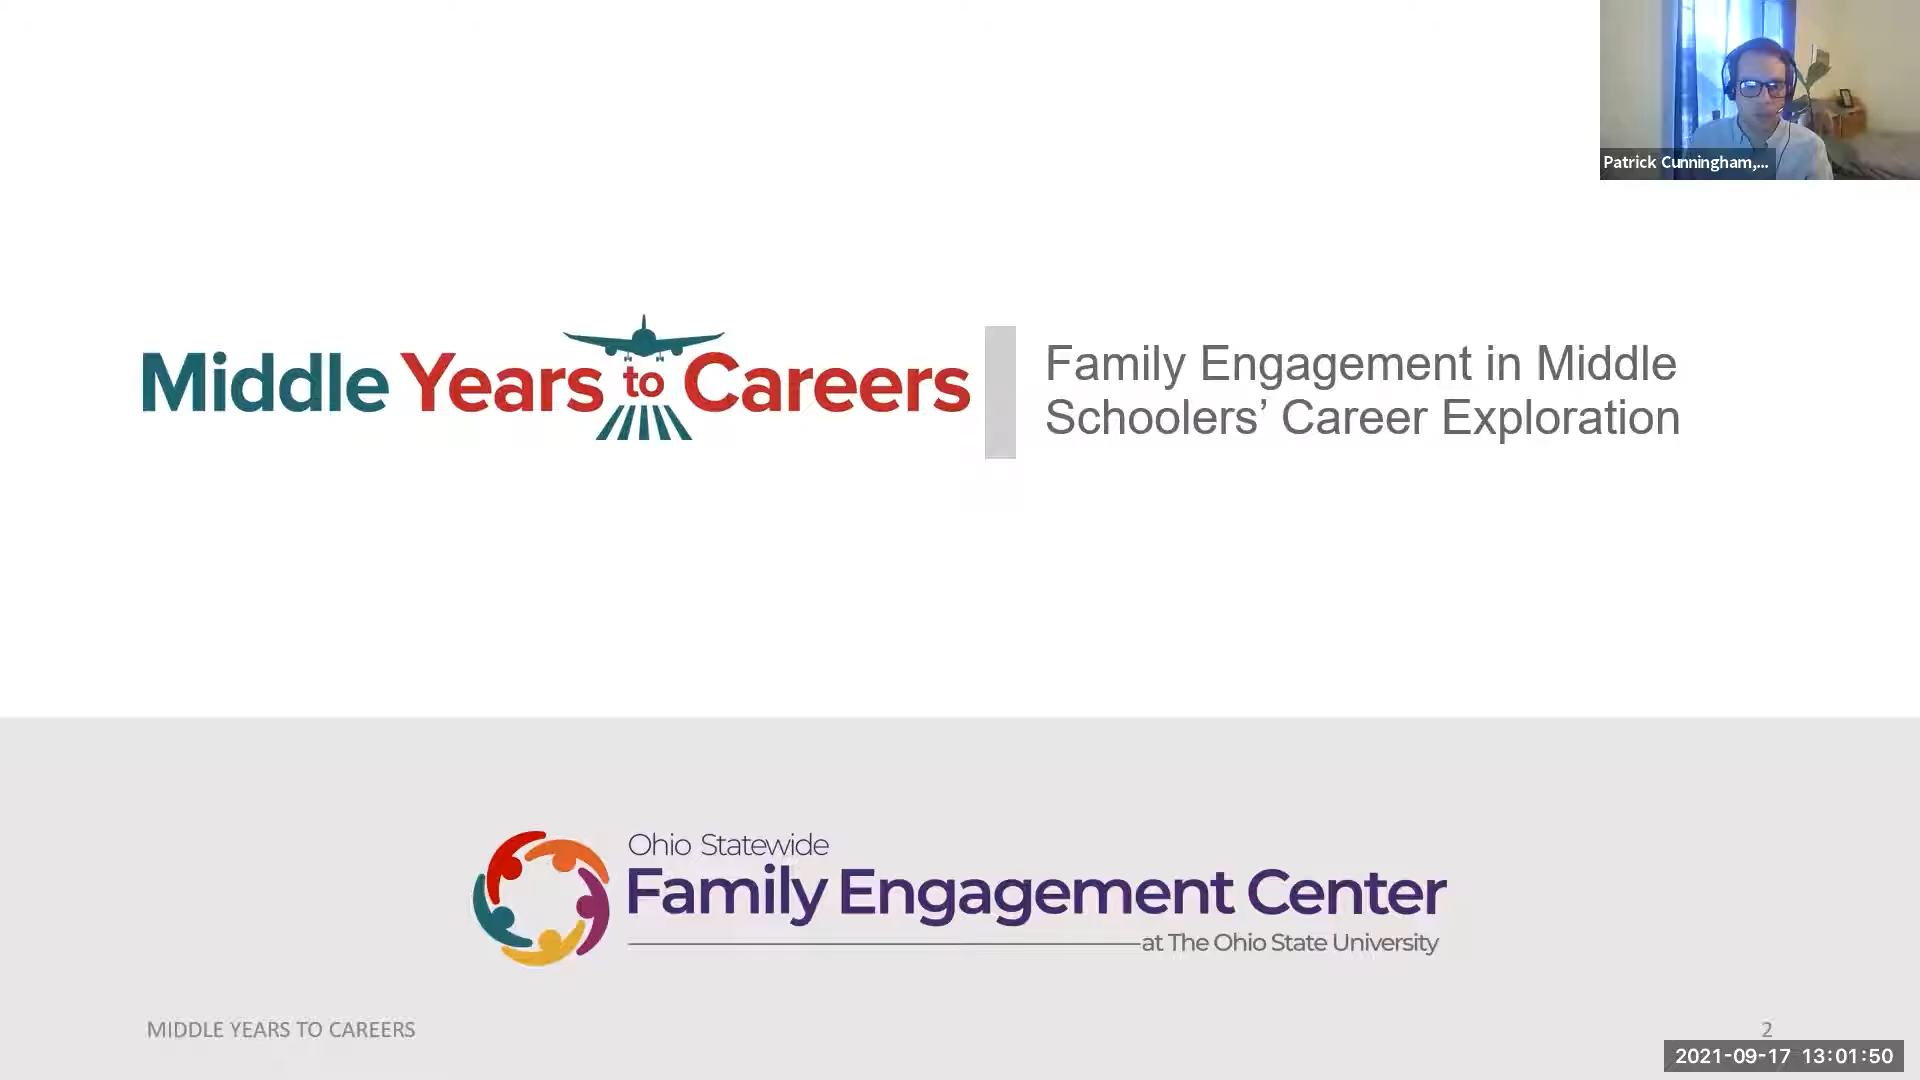 Patrick Cunningham,...
Middle Years to Careers
Family Engagement in Middle
Schoolers’ Career Exploration
Ohio Statewide
Family Engagement Center
at The Ohio State University
MIDDLE YEARS TO CAREERS
2
2021-09-17 13:01:50